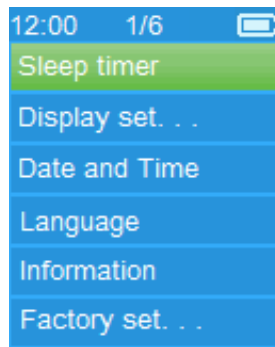 12:00 1/6
Sleep timer
Display set. . .
Date and Time
Language
Information
Factory set. . .